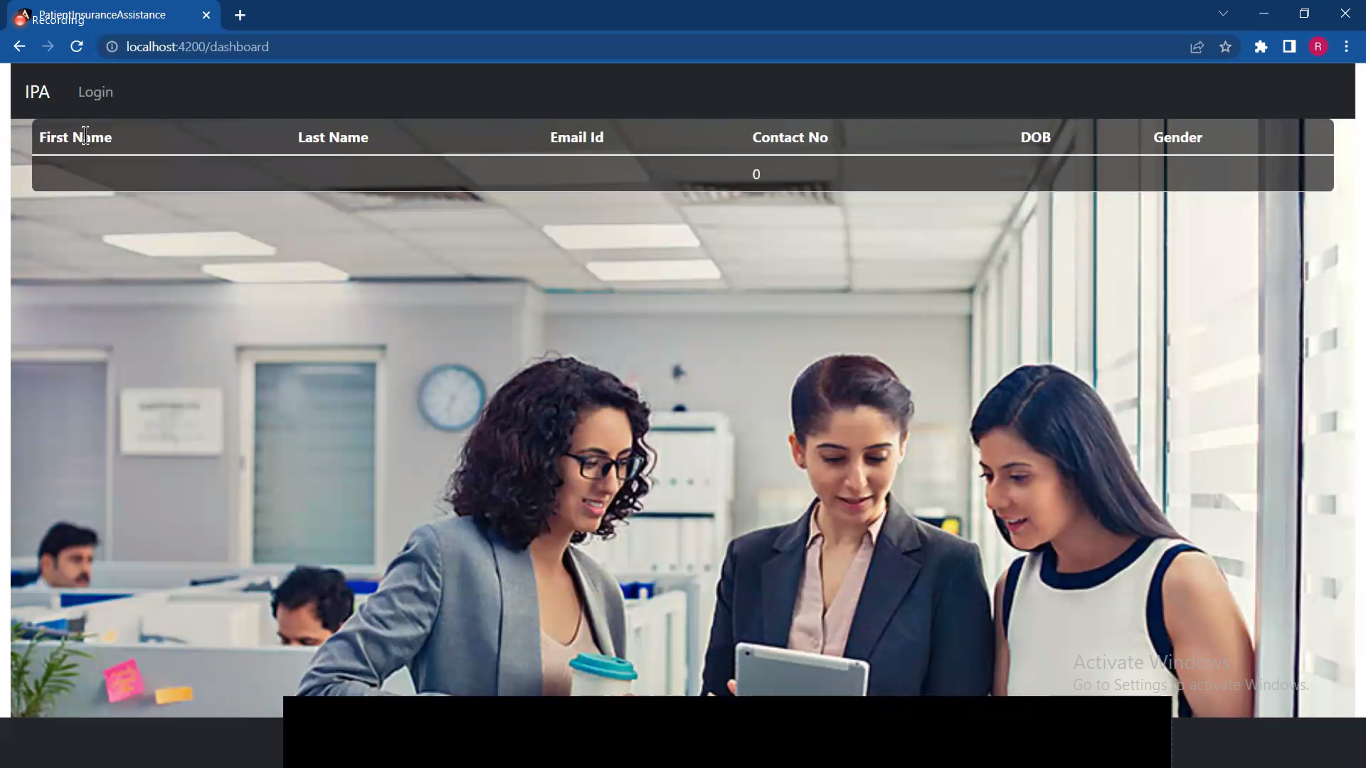 PatientInsuranceAssistance
Recording
localhost:4200/dashboard
R
IPA Login
First Name Last Name Email Id Contact No DOB Gender
0
Activate Windows
Go to Settings to activate Windows.